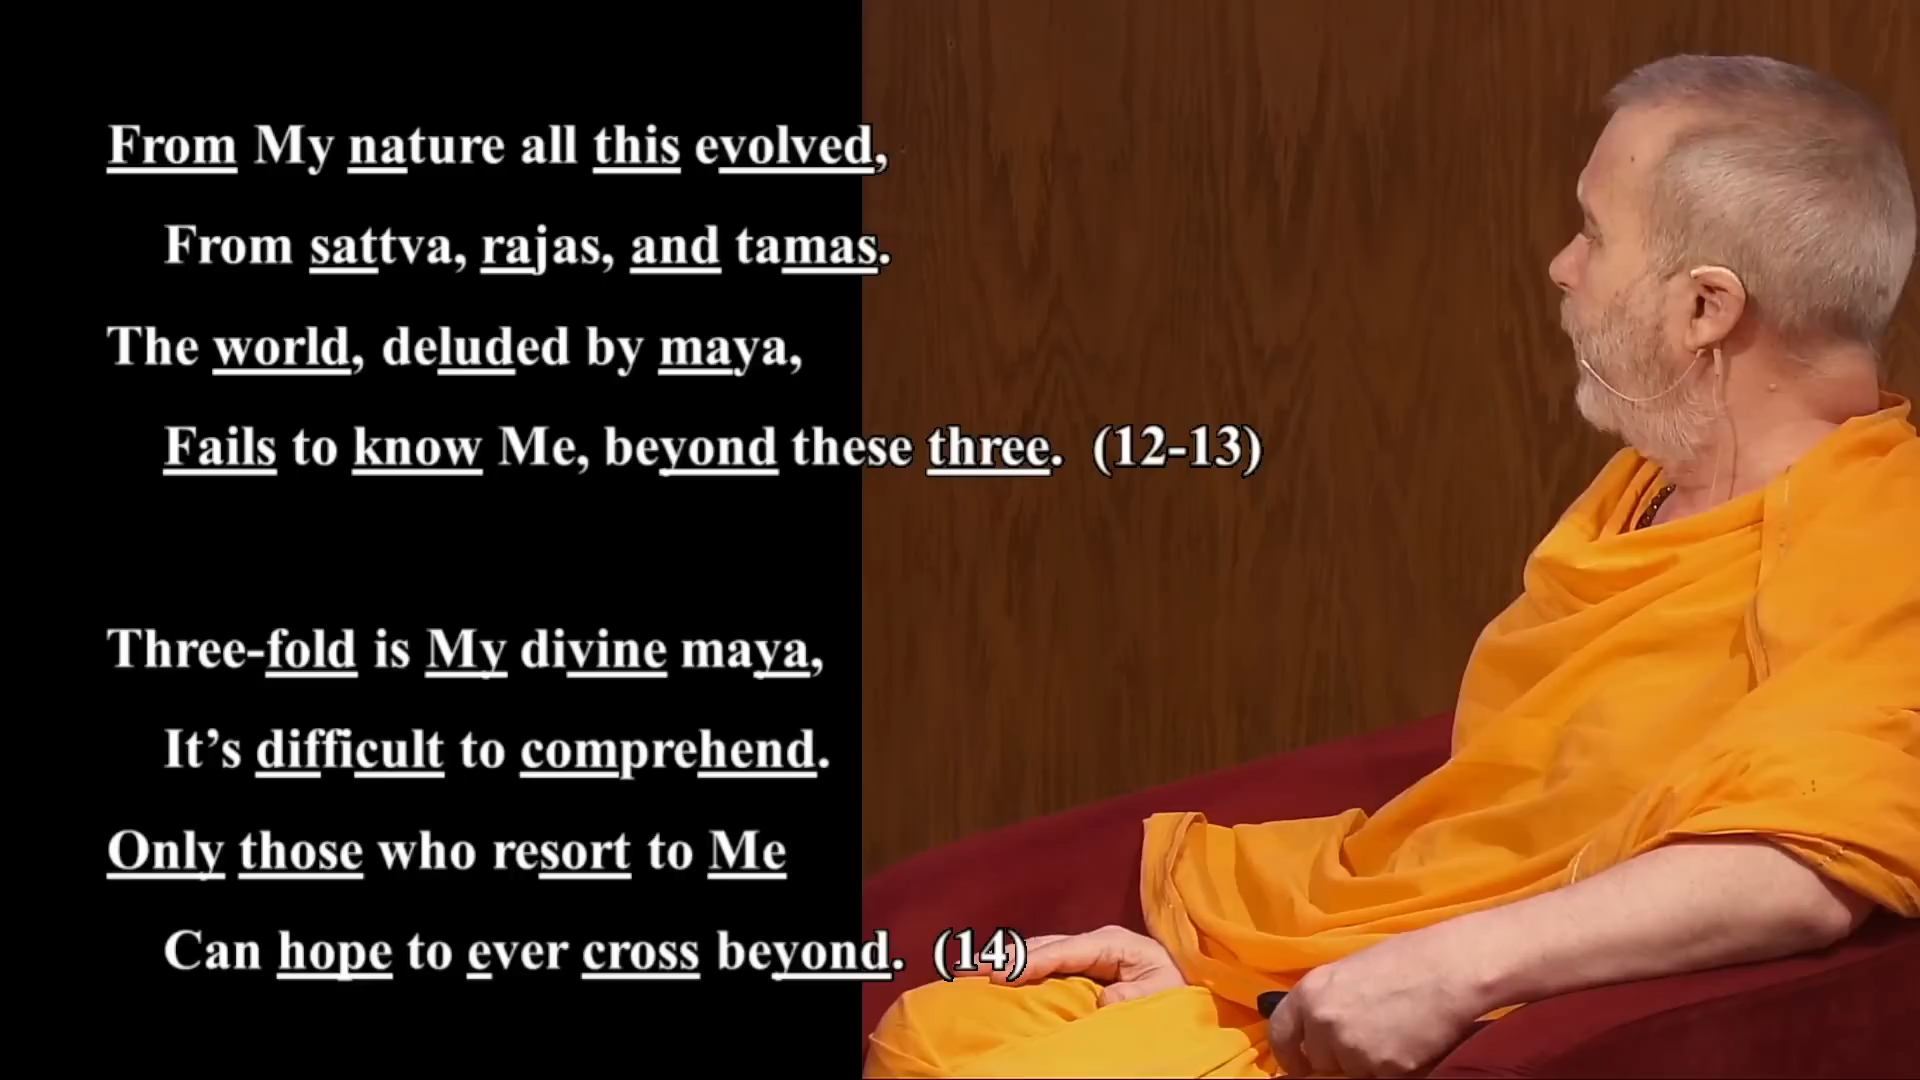 From My nature all this evolved,
From sattva, rajas, and tamas.
The world, deluded by maya,
Fails to know Me, beyond these three. (12-13)
Three-fold is My divine maya,
It’s difficult to comprehend.
Only those who resort to Me
Can hope to ever cross beyond. (14)